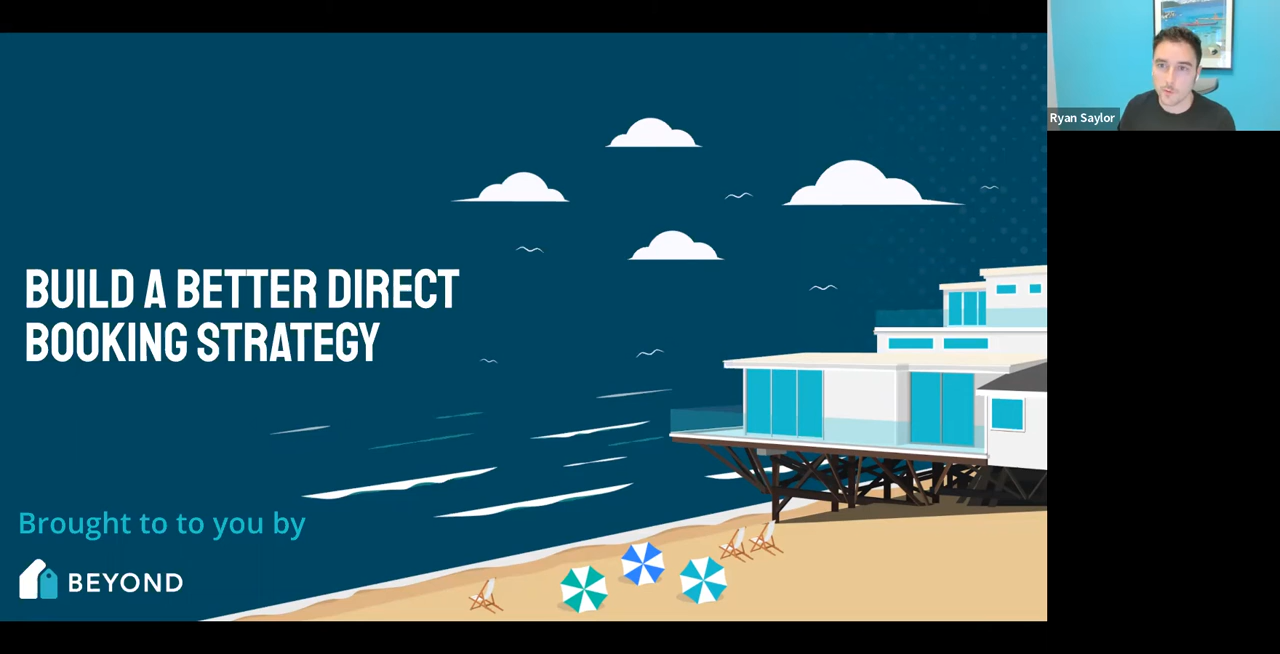 Ryan Saylor
BUILD A BETTER DIRECT
BOOKING STRATEGY
Brought to to you by
BEYOND